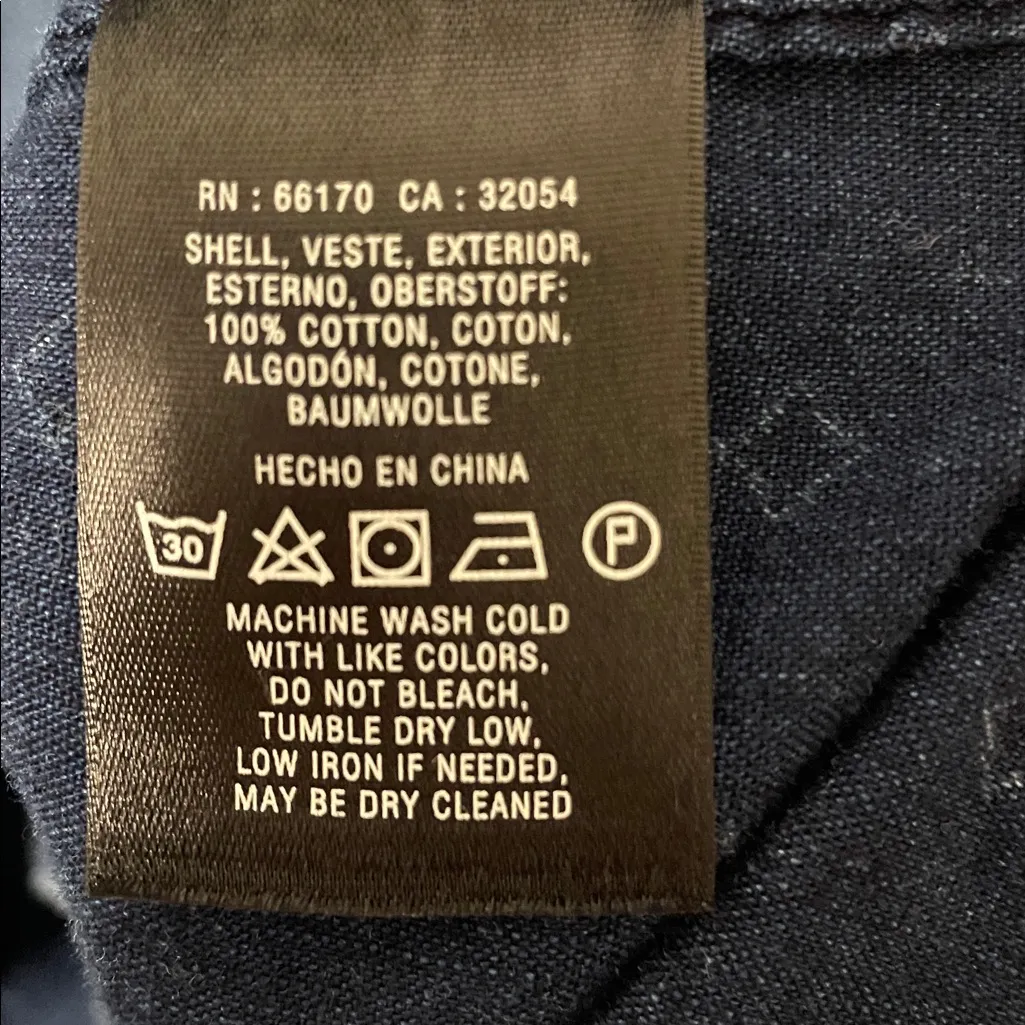 RN : 66170 CA : 32054
SHELL, VESTE, EXTERIOR,
ESTERNO, OBERSTOFF:
100% COTTON, COTON,
ALGODÓN, COTONE,
BAUMWOLLE
HECHO EN CHINA
30 P
MACHINE WASH COLD
WITH LIKE COLORS,
DO NOT BLEACH,
TUMBLE DRY LOW,
LOW IRON IF NEEDED,
MAY BE DRY CLEANED